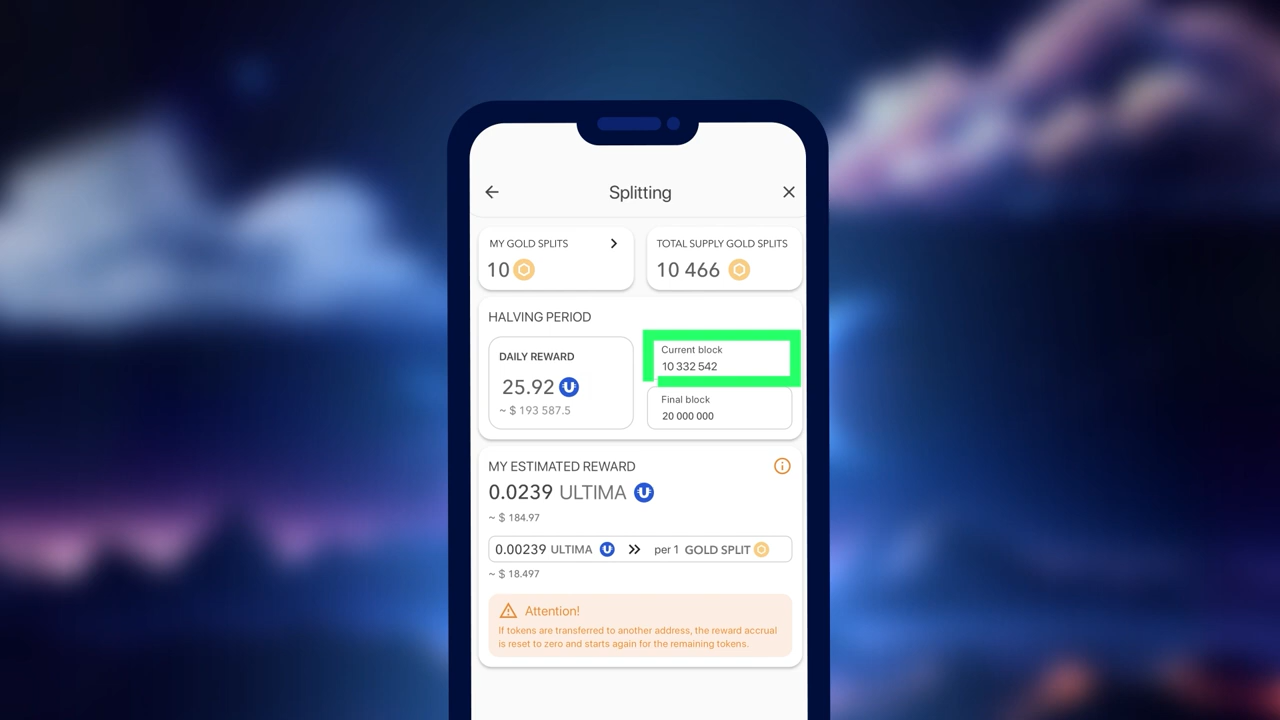 Splitting
MY GOLD SPLITS
10
TOTAL SUPPLY GOLD SPLITS
10 466
HALVING PERIOD
DAILY REWARD
25.92
~ $ 193 587.5
Current block
10 332 542
Final block
20 000 000
MY ESTIMATED REWARD
0.0239 ULTIMA
~ $ 184.97
0.00239 ULTIMA per 1 GOLD SPLIT
~ $ 18.497
Attention!
If tokens are transferred to another address, the reward accrual
is reset to zero and starts again for the remaining tokens.